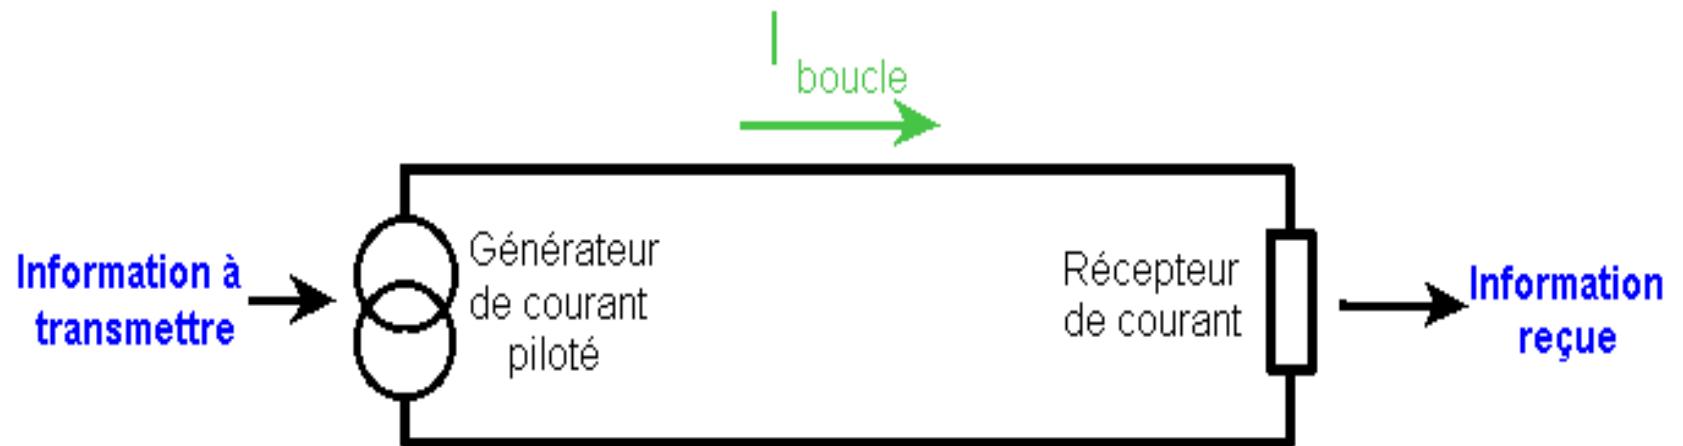 I
boucle
Information à
transmettre
Générateur
de courant
piloté
Récepteur
de courant
Information
reçue